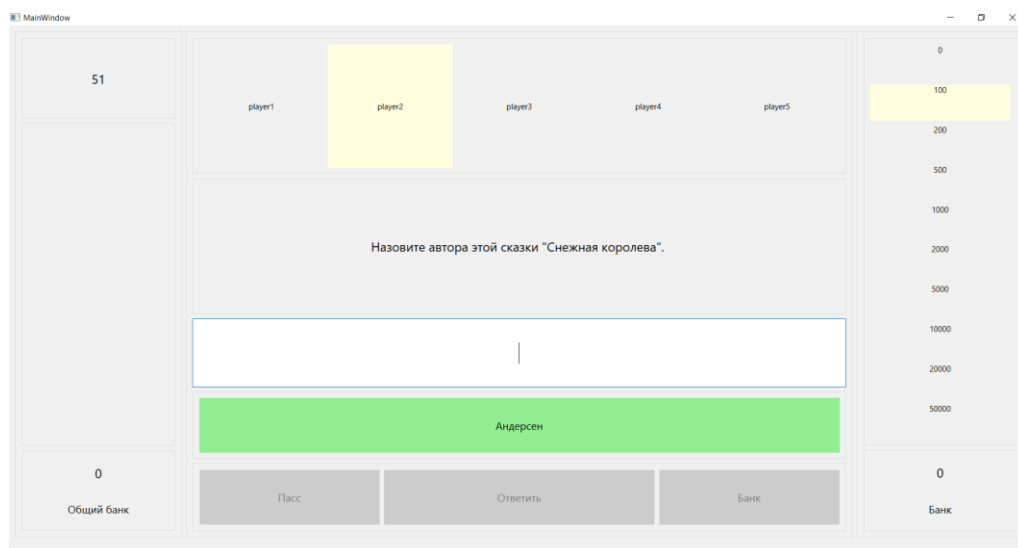 MainWindow
51
player1
player2
player3
player4
player5
0
100
200
500
1000
2000
5000
10000
20000
50000
Назовите автора этой сказки "Снежная королева".
Андерсен
Пасс
Ответить
Банк
0
Общий банк
0
Банк